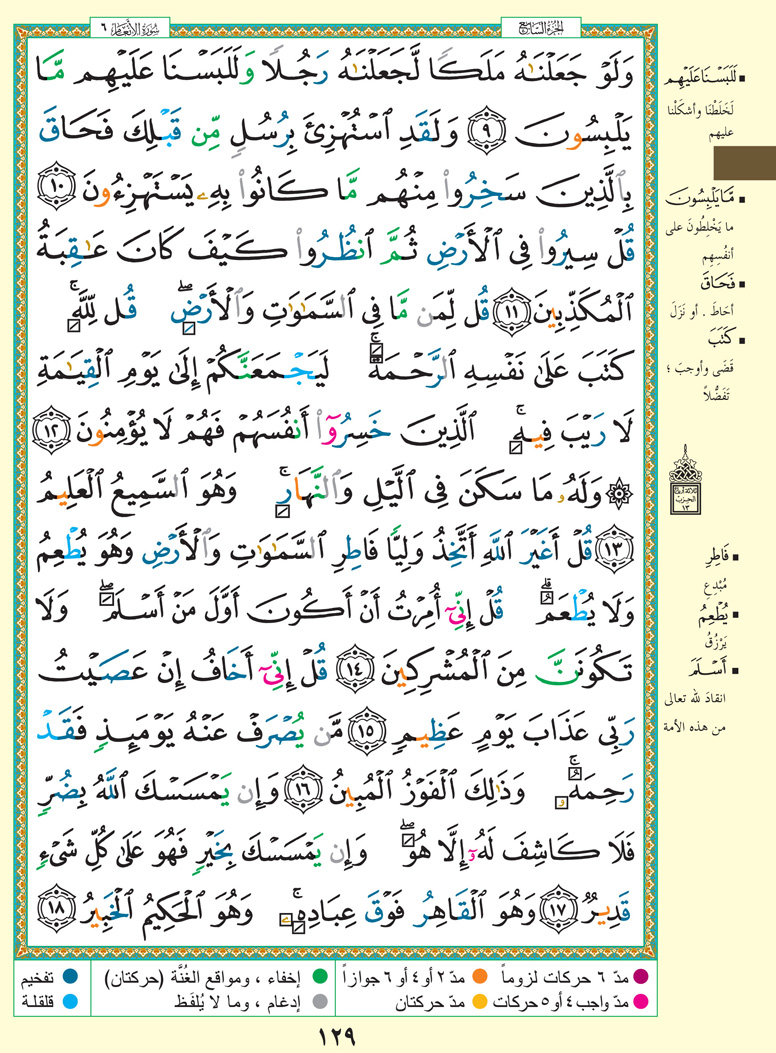 الجزء السابع
سورة الأنعام ٦
وَلَوْ جَعَلْنَٰهُ مَلَكًا لَّجَعَلْنَٰهُ رَجُلًا وَلَلَبَسْنَا عَلَيْهِم مَّا
يَلْبِسُونَ ٩ وَلَقَدِ ٱسْتُهْزِئَ بِرُسُلٍ مِّن قَبْلِكَ فَحَاقَ
بِٱلَّذِينَ سَخِرُوا۟ مِنْهُم مَّا كَانُوا۟ بِهِۦ يَسْتَهْزِءُونَ ١٠
قُلْ سِيرُوا۟ فِى ٱلْأَرْضِ ثُمَّ ٱنظُرُوا۟ كَيْفَ كَانَ عَٰقِبَةُ
ٱلْمُكَذِّبِينَ ١١ قُل لِّمَن مَّا فِى ٱلسَّمَٰوَٰتِ وَٱلْأَرْضِ ۖ قُل لِّلَّهِ ۚ
كَتَبَ عَلَىٰ نَفْسِهِ ٱلرَّحْمَةَ ۚ لَيَجْمَعَنَّكُمْ إِلَىٰ يَوْمِ ٱلْقِيَٰمَةِ
لَا رَيْبَ فِيهِ ۚ ٱلَّذِينَ خَسِرُوٓا۟ أَنفُسَهُمْ فَهُمْ لَا يُؤْمِنُونَ ١٢
۞ وَلَهُۥ مَا سَكَنَ فِى ٱلَّيْلِ وَٱلنَّهَارِ ۚ وَهُوَ ٱلسَّمِيعُ ٱلْعَلِيمُ
١٣ قُلْ أَغَيْرَ ٱللَّهِ أَتَّخِذُ وَلِيًّا فَاطِرِ ٱلسَّمَٰوَٰتِ وَٱلْأَرْضِ وَهُوَ يُطْعِمُ
وَلَا يُطْعَمُ ۗ قُلْ إِنِّىٓ أُمِرْتُ أَنْ أَكُونَ أَوَّلَ مَنْ أَسْلَمَ ۖ وَلَا
تَكُونَنَّ مِنَ ٱلْمُشْرِكِينَ ١٤ قُلْ إِنِّىٓ أَخَافُ إِنْ عَصَيْتُ
رَبِّى عَذَابَ يَوْمٍ عَظِيمٍ ١٥ مَّن يُصْرَفْ عَنْهُ يَوْمَئِذٍ فَقَدْ
رَحِمَهُۥ ۚ وَذَٰلِكَ ٱلْفَوْزُ ٱلْمُبِينُ ١٦ وَإِن يَمْسَسْكَ ٱللَّهُ بِضُرٍّ
فَلَا كَاشِفَ لَهُۥٓ إِلَّا هُوَ ۖ وَإِن يَمْسَسْكَ بِخَيْرٍ فَهُوَ عَلَىٰ كُلِّ شَىْءٍ
قَدِيرٌ ١٧ وَهُوَ ٱلْقَاهِرُ فَوْقَ عِبَادِهِۦ ۚ وَهُوَ ٱلْحَكِيمُ ٱلْخَبِيرُ ١٨
لَلَبَسْنَا عَلَيْهِم
لَخَلَطْنَا وأشكَلْنا
عليهم
مَّا يَلْبِسُونَ
ما يَخْلِطُونَ على
أنفُسِهِم
فَحَاقَ
أحَاطَ . أو نَزَلَ
كَتَبَ
قَضَى وأوجبَ ؛
تَفَضُّلاً
ثلاثة أرباع
الحزب
١٣
فَاطِرِ
مُبْدِعِ
يُطْعِمُ
يَرْزُقُ
أَسْلَمَ
انقادَ لله تعالى
من هذه الأمة
مدّ ٦ حركات لزوماً
مدّ ٢ أو ٤ أو ٦ جوازاً
إخفاء ، ومواقع الغُنَّة (حركتان)
تفخيم
مدّ واجب ٤ أو ٥ حركات
مدّ حركتان
إدغام ، وما لا يُلفَظ
قلقلة
١٢٩